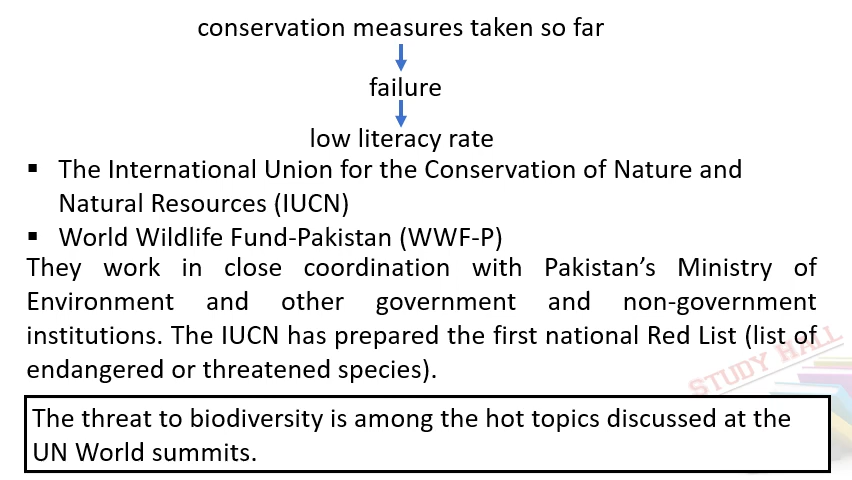 conservation measures taken so far
failure
low literacy rate
▪ The International Union for the Conservation of Nature and
Natural Resources (IUCN)
▪ World Wildlife Fund-Pakistan (WWF-P)
They work in close coordination with Pakistan’s Ministry of
Environment and other government and non-government
institutions. The IUCN has prepared the first national Red List (list of
endangered or threatened species).
STUDY HALL
The threat to biodiversity is among the hot topics discussed at the
UN World summits.